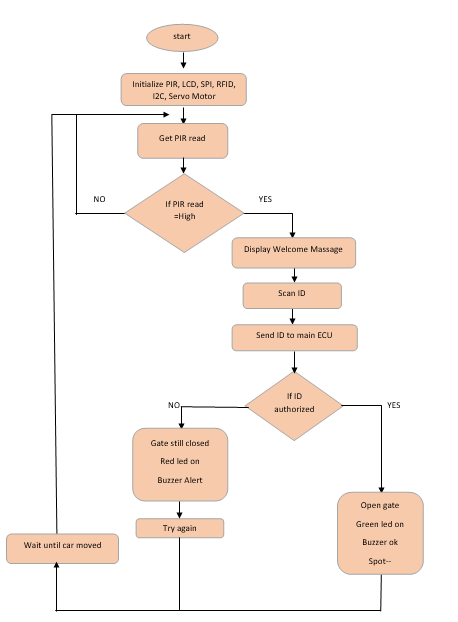 start
Initialize PIR, LCD, SPI, RFID,
I2C, Servo Motor
Get PIR read
If PIR read
=High
NO
YES
Display Welcome Massage
Scan ID
Send ID to main ECU
If ID
authorized
NO
YES
Gate still closed
Red led on
Buzzer Alert
Try again
Open gate
Green led on
Buzzer ok
Spot--
Wait until car moved